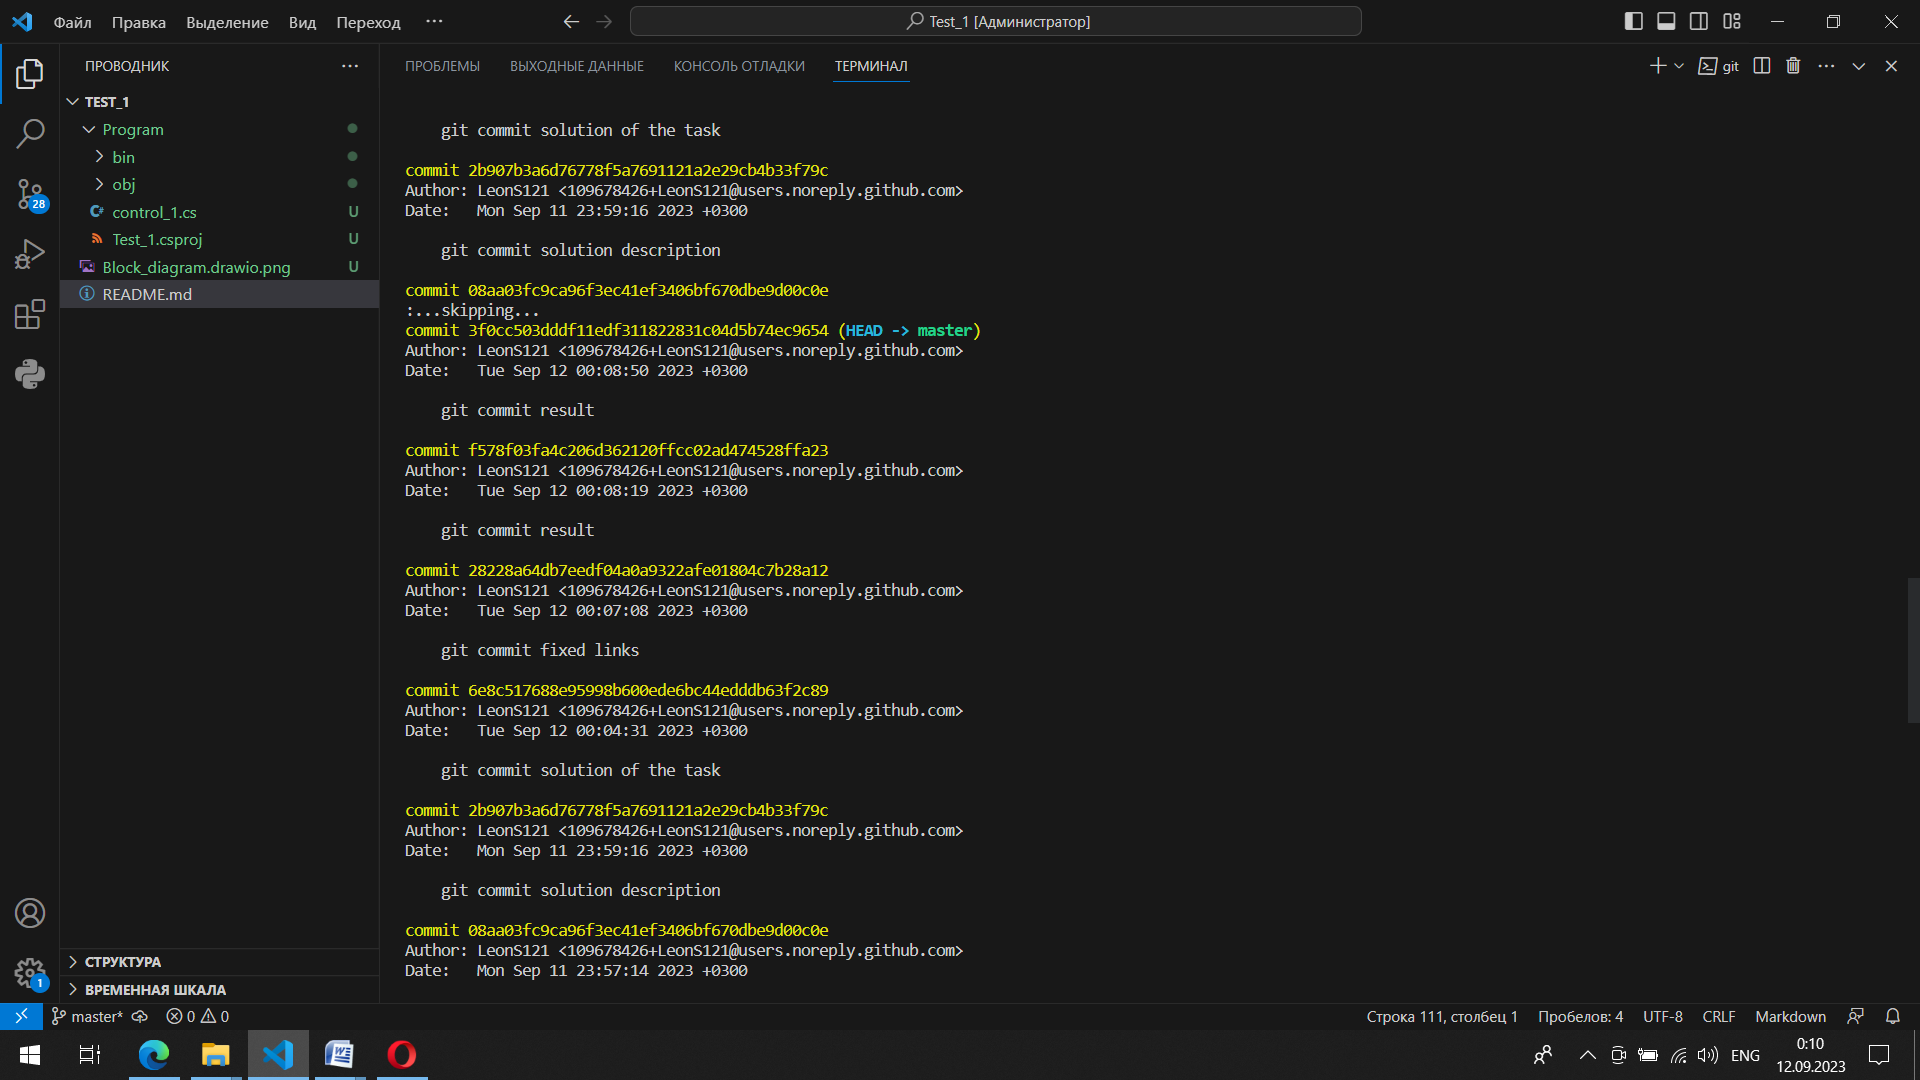 Файл Правка Выделение Вид Переход ··· Test_1 [Администратор]
ПРОВОДНИК ···
TEST_1
Program
bin
obj
control_1.cs U
Test_1.csproj U
Block_diagram.drawio.png U
README.md
28
1
СТРУКТУРА
ВРЕМЕННАЯ ШКАЛА
ПРОБЛЕМЫ ВЫХОДНЫЕ ДАННЫЕ КОНСОЛЬ ОТЛАДКИ ТЕРМИНАЛ git ···
git commit solution of the task
commit 2b907b3a6d76778f5a7691121a2e29cb4b33f79c
Author: LeonS121 <109678426+LeonS121@users.noreply.github.com>
Date:   Mon Sep 11 23:59:16 2023 +0300
git commit solution description
commit 08aa03fc9ca96f3ec41ef3406bf670dbe9d00c0e
:...skipping...
commit 3f0cc503dddf11edf311822831c04d5b74ec9654 (HEAD -> master)
Author: LeonS121 <109678426+LeonS121@users.noreply.github.com>
Date:   Tue Sep 12 00:08:50 2023 +0300
git commit result
commit f578f03fa4c206d362120ffcc02ad474528ffa23
Author: LeonS121 <109678426+LeonS121@users.noreply.github.com>
Date:   Tue Sep 12 00:08:19 2023 +0300
git commit result
commit 28228a64db7eedf04a0a9322afe01804c7b28a12
Author: LeonS121 <109678426+LeonS121@users.noreply.github.com>
Date:   Tue Sep 12 00:07:08 2023 +0300
git commit fixed links
commit 6e8c517688e95998b600ede6bc44edddb63f2c89
Author: LeonS121 <109678426+LeonS121@users.noreply.github.com>
Date:   Tue Sep 12 00:04:31 2023 +0300
git commit solution of the task
commit 2b907b3a6d76778f5a7691121a2e29cb4b33f79c
Author: LeonS121 <109678426+LeonS121@users.noreply.github.com>
Date:   Mon Sep 11 23:59:16 2023 +0300
git commit solution description
commit 08aa03fc9ca96f3ec41ef3406bf670dbe9d00c0e
Author: LeonS121 <109678426+LeonS121@users.noreply.github.com>
Date:   Mon Sep 11 23:57:14 2023 +0300
master* 0 0 Строка 111, столбец 1 Пробелов: 4 UTF-8 CRLF Markdown
ENG 0:10
12.09.2023